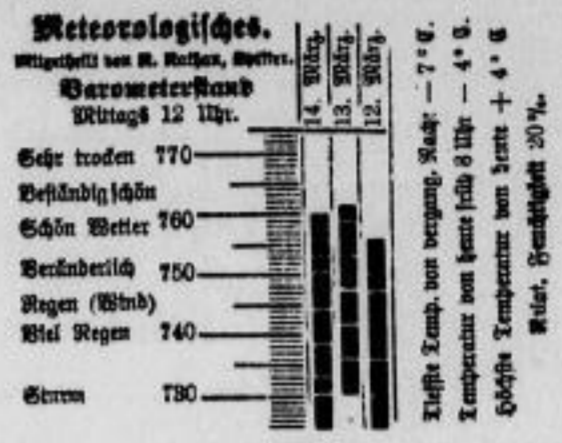 Meteorologisches.
Mitgetheilt von R. Nathan, Optiker.
Barometerstand
Mittags 12 Uhr.
14. März.
13. März.
12. März.
Sehr trocken 770
Beständig schön
Schön Wetter 760
Veränderlich 750
Regen (Wind)
Viel Regen 740
Sturm 730
Tiefste Temp. von vergang. Nacht — 7° C.
Temperatur von heute früh 8 Uhr — 4° C.
Höchste Temperatur von heute + 4° C
Relat. Feuchtigkeit 20%.